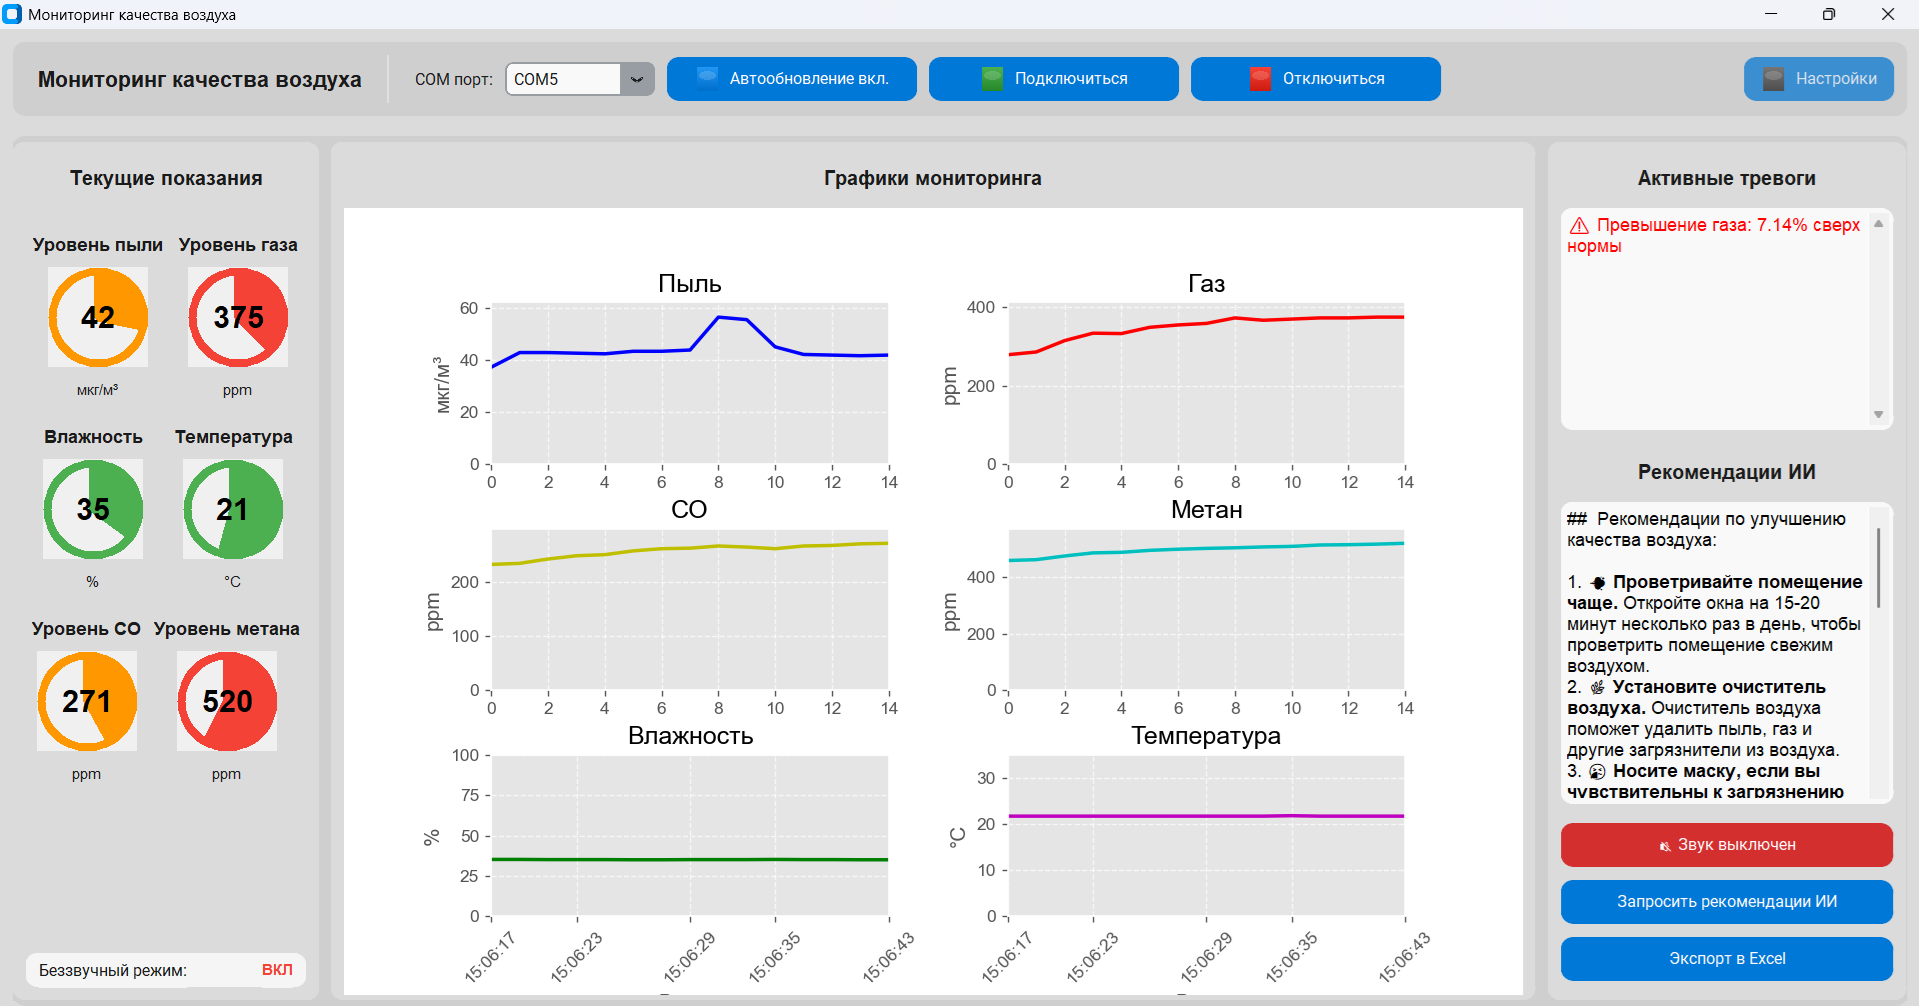 Мониторинг качества воздуха
Мониторинг качества воздуха
COM порт:
COM5
Автообновление вкл.
Подключиться
Отключиться
Настройки
Текущие показания
Уровень пыли
Уровень газа
42
375
мкг/м³
ppm
Влажность
Температура
35
21
%
°C
Уровень CO
Уровень метана
271
520
ppm
ppm
Беззвучный режим:
ВКЛ
Графики мониторинга
Пыль
мкг/м³
60
40
20
0
0 2 4 6 8 10 12 14
Газ
ppm
400
200
0
0 2 4 6 8 10 12 14
CO
ppm
200
100
0
0 2 4 6 8 10 12 14
Метан
ppm
400
200
0
0 2 4 6 8 10 12 14
Влажность
%
100
75
50
25
0
15:06:17 15:06:23 15:06:29 15:06:35 15:06:43
Температура
°C
30
20
10
0
15:06:17 15:06:23 15:06:29 15:06:35 15:06:43
Активные тревоги
⚠ Превышение газа: 7.14% сверх
нормы
Рекомендации ИИ
## Рекомендации по улучшению
качества воздуха:
1. Проветривайте помещение
чаще. Откройте окна на 15-20
минут несколько раз в день, чтобы
проветрить помещение свежим
воздухом.
2. Установите очиститель
воздуха. Очиститель воздуха
поможет удалить пыль, газ и
другие загрязнители из воздуха.
3. Носите маску, если вы
чувствительны к загрязнению
Звук выключен
Запросить рекомендации ИИ
Экспорт в Excel